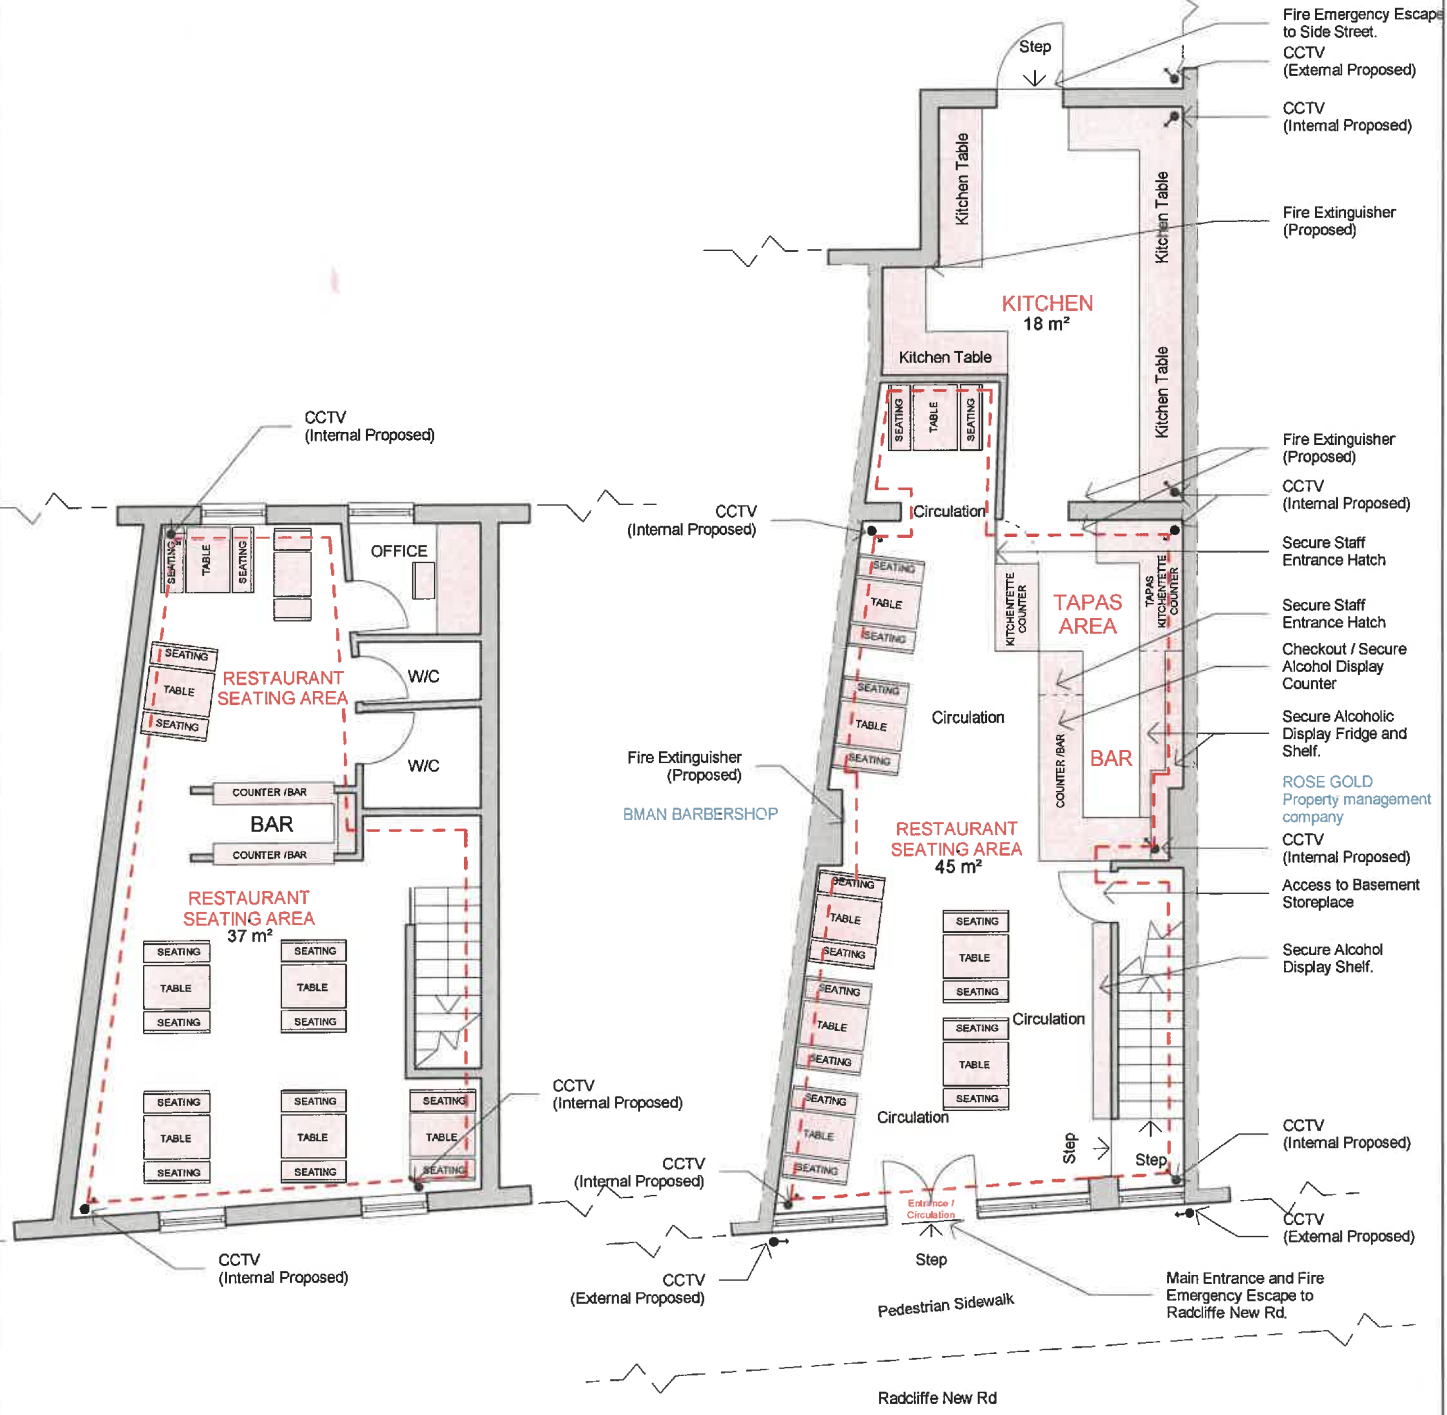 Fire Emergency Escape
to Side Street.
Step
CCTV
(External Proposed)
CCTV
(Internal Proposed)
Kitchen Table
Kitchen Table
Fire Extinguisher
(Proposed)
KITCHEN
18 m²
Kitchen Table
Kitchen Table
SEATING
TABLE
SEATING
CCTV
(Internal Proposed)
Fire Extinguisher
(Proposed)
CCTV
(Internal Proposed)
CCTV
(Internal Proposed)
Circulation
SEATING
TABLE
SEATING
OFFICE
Secure Staff
Entrance Hatch
SEATING
TABLE
SEATING
KITCHENTETTE
COUNTER
TAPAS
AREA
TAPAS
KITCHENTETTE
COUNTER
Secure Staff
Entrance Hatch
SEATING
TABLE
SEATING
RESTAURANT
SEATING AREA
W/C
SEATING
TABLE
SEATING
Circulation
Checkout / Secure
Alcohol Display
Counter
Secure Alcoholic
Display Fridge and
Shelf.
W/C
Fire Extinguisher
(Proposed)
COUNTER /BAR
BAR
COUNTER /BAR
BAR
COUNTER /BAR
BMAN BARBERSHOP
ROSE GOLD
Property management
company
RESTAURANT
SEATING AREA
45 m²
CCTV
(Internal Proposed)
Access to Basement
Storeplace
RESTAURANT
SEATING AREA
37 m²
SEATING
TABLE
SEATING
SEATING
TABLE
SEATING
SEATING
TABLE
SEATING
SEATING
TABLE
SEATING
Secure Alcohol
Display Shelf.
SEATING
TABLE
SEATING
SEATING
TABLE
SEATING
Circulation
SEATING
TABLE
SEATING
SEATING
TABLE
SEATING
SEATING
TABLE
SEATING
CCTV
(Internal Proposed)
SEATING
TABLE
SEATING
Circulation
Step
Step
CCTV
(Internal Proposed)
CCTV
(Internal Proposed)
Entrance /
Circulation
Step
CCTV
(External Proposed)
CCTV
(Internal Proposed)
CCTV
(External Proposed)
Main Entrance and Fire
Emergency Escape to
Radcliffe New Rd.
Pedestrian Sidewalk
Radcliffe New Rd